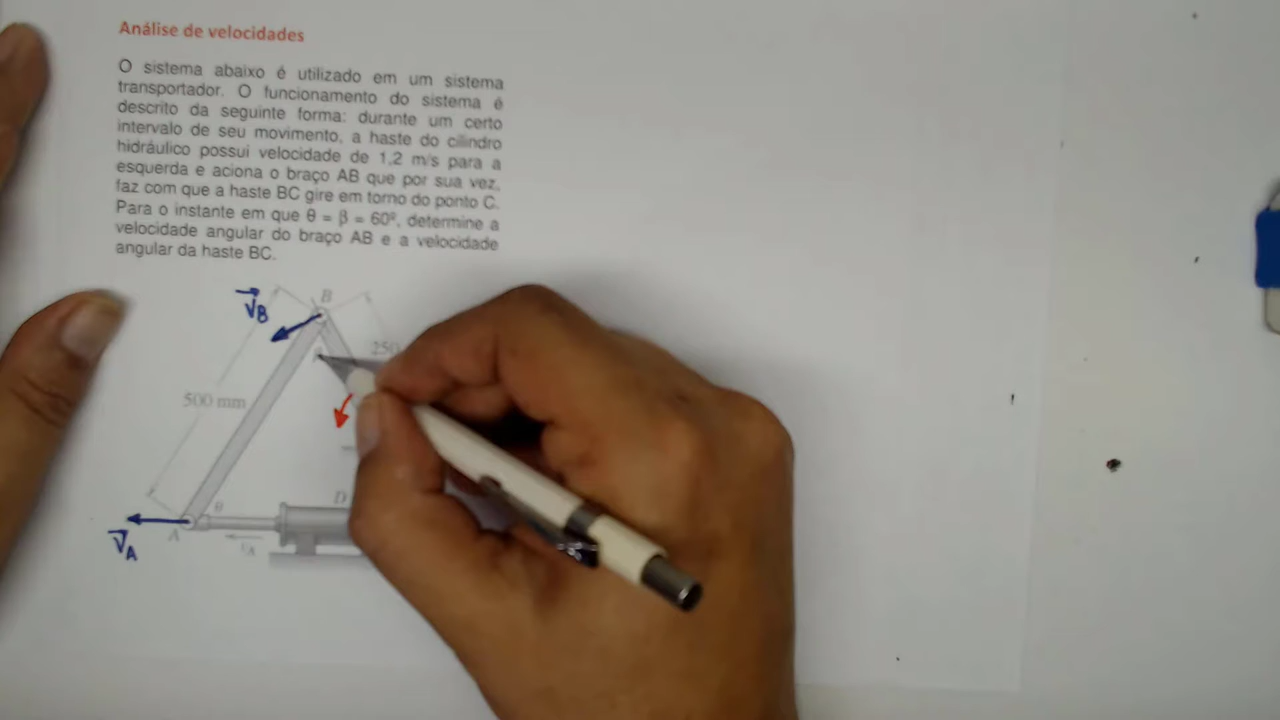 Análise de velocidades
O sistema abaixo é utilizado em um sistema
transportador. O funcionamento do sistema é
descrito da seguinte forma: durante um certo
intervalo de seu movimento, a haste do cilindro
hidráulico possui velocidade de 1,2 m/s para a
esquerda e aciona o braço AB que por sua vez,
faz com que a haste BC gire em torno do ponto C.
Para o instante em que θ = β = 60º, determine a
velocidade angular do braço AB e a velocidade
angular da haste BC.
V⃗B
B
250
500 mm
D
θ
A
vA
V⃗A